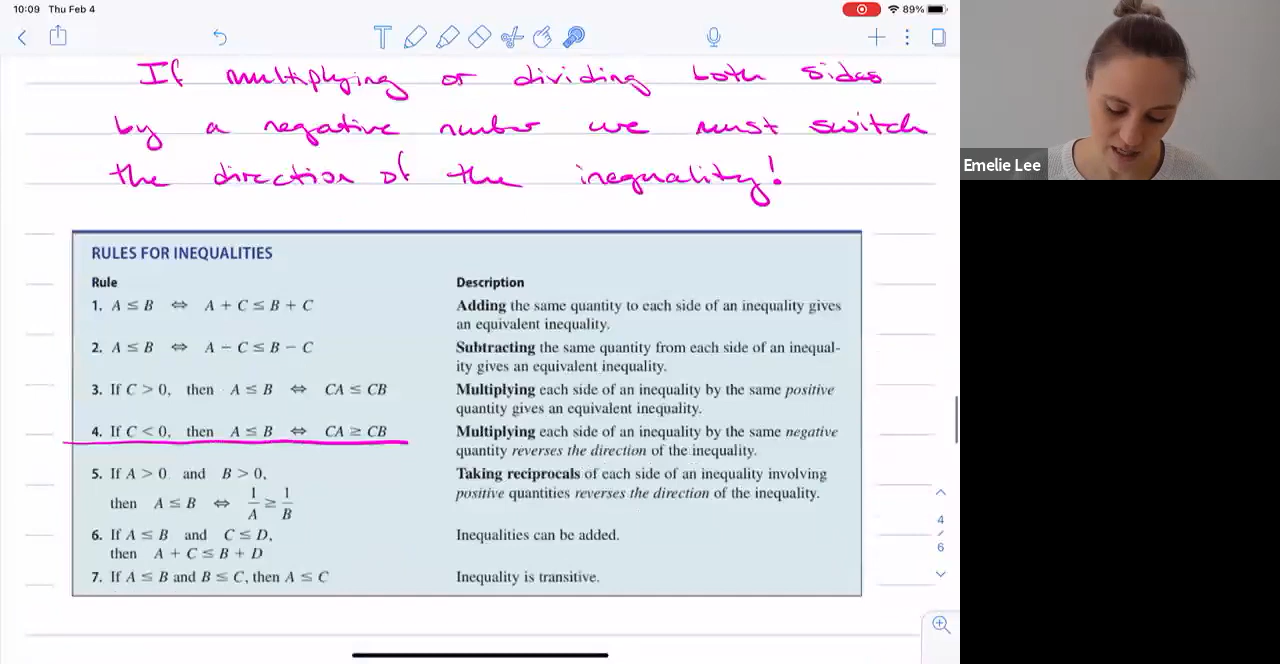 10:09 Thu Feb 4
89%
If multiplying or dividing both sides
by a negative number we must switch
the direction of the inequality!
Emelie Lee
RULES FOR INEQUALITIES
Rule Description
1. A ≤ B ⇔ A + C ≤ B + C Adding the same quantity to each side of an inequality gives
an equivalent inequality.
2. A ≤ B ⇔ A − C ≤ B − C Subtracting the same quantity from each side of an inequal-
ity gives an equivalent inequality.
3. If C > 0, then A ≤ B ⇔ CA ≤ CB Multiplying each side of an inequality by the same positive
quantity gives an equivalent inequality.
4. If C < 0, then A ≤ B ⇔ CA ≥ CB Multiplying each side of an inequality by the same negative
quantity reverses the direction of the inequality.
5. If A > 0 and B > 0, Taking reciprocals of each side of an inequality involving
then A ≤ B ⇔ 1/A ≥ 1/B positive quantities reverses the direction of the inequality.
6. If A ≤ B and C ≤ D, Inequalities can be added.
then A + C ≤ B + D
7. If A ≤ B and B ≤ C, then A ≤ C Inequality is transitive.
4
/
6